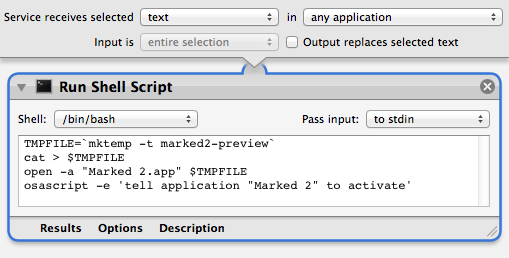 Service receives selected text in any application
Input is entire selection Output replaces selected text
Run Shell Script
Shell: /bin/bash Pass input: to stdin
TMPFILE=`mktemp -t marked2-preview`
cat > $TMPFILE
open -a "Marked 2.app" $TMPFILE
osascript -e 'tell application "Marked 2" to activate'
Results Options Description